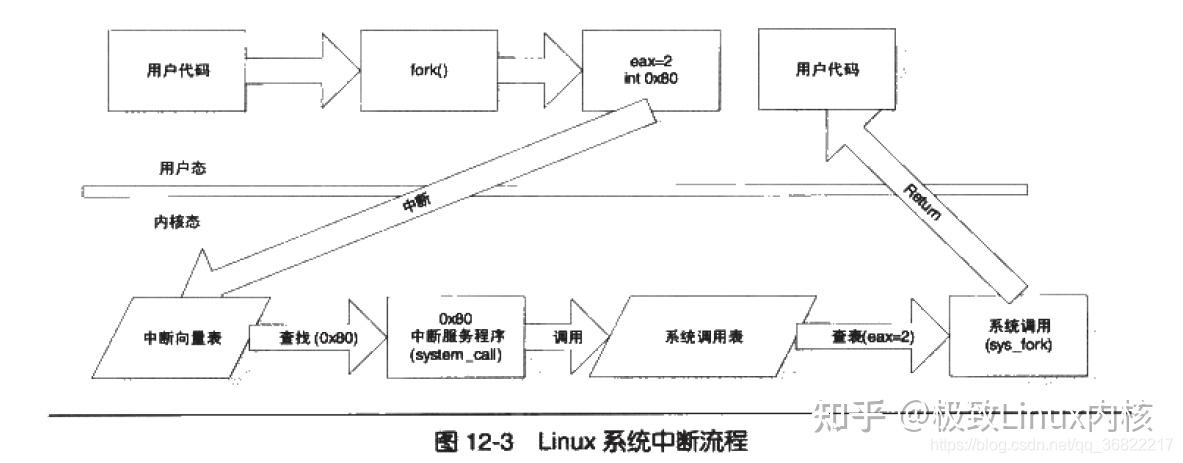 用户代码
fork()
eax=2
int 0x80
用户代码
用户态
中断
Return
内核态
中断向量表
查找 (0x80)
0x80
中断服务程序
(system_call)
调用
系统调用表
查表(eax=2)
系统调用
(sys_fork)
知乎 @极致Linux内核
https://blog.csdn.net/qq_36822217
图 12-3 Linux 系统中断流程